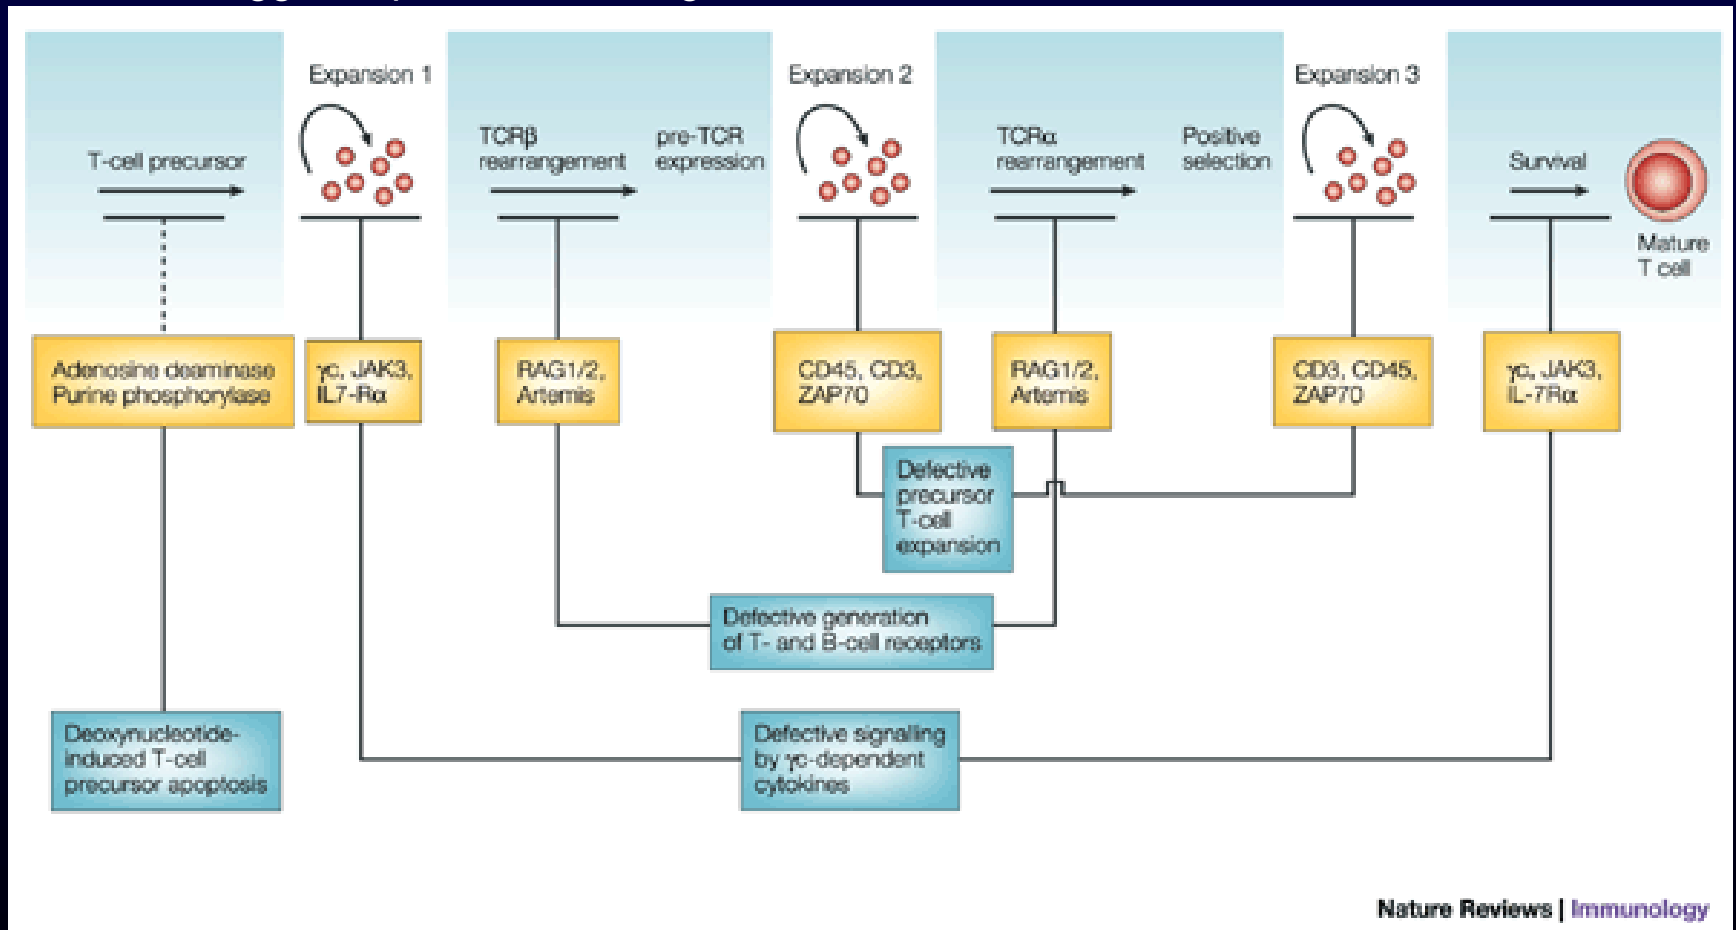 Expansion 1
Expansion 2
Expansion 3
T-cell precursor
TCRβ
rearrangement
pre-TCR
expression
TCRα
rearrangement
Positive
selection
Survival
Mature
T cell
Adenosine deaminase
Purine phosphorylase
γc, JAK3,
IL7-Rα
RAG1/2,
Artemis
CD45, CD3,
ZAP70
RAG1/2,
Artemis
CD3, CD45,
ZAP70
γc, JAK3,
IL-7Rα
Defective
precursor
T-cell
expansion
Defective generation
of T- and B-cell receptors
Deoxynucleotide-
induced T-cell
precursor apoptosis
Defective signalling
by γc-dependent
cytokines
Nature Reviews | Immunology